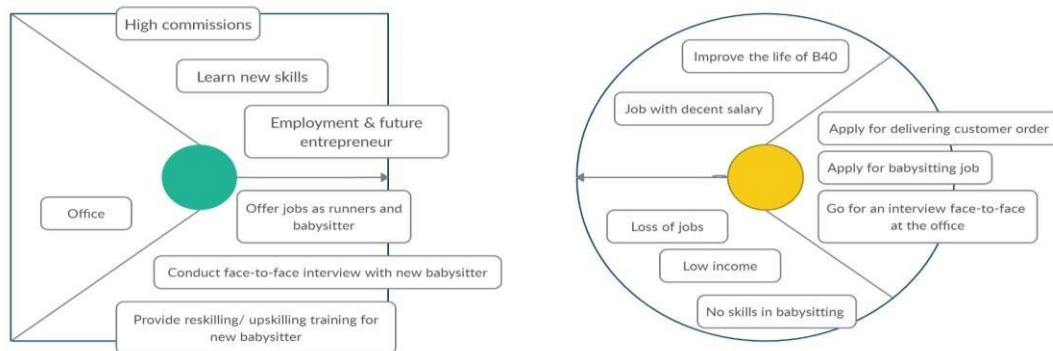 High commissions
Learn new skills
Employment & future
entrepreneur
Office
Offer jobs as runners and
babysitter
Conduct face-to-face interview with new babysitter
Provide reskilling/ upskilling training for
new babysitter
Improve the life of B40
Job with decent salary
Apply for delivering customer order
Apply for babysitting job
Go for an interview face-to-face
at the office
Loss of jobs
Low income
No skills in babysitting